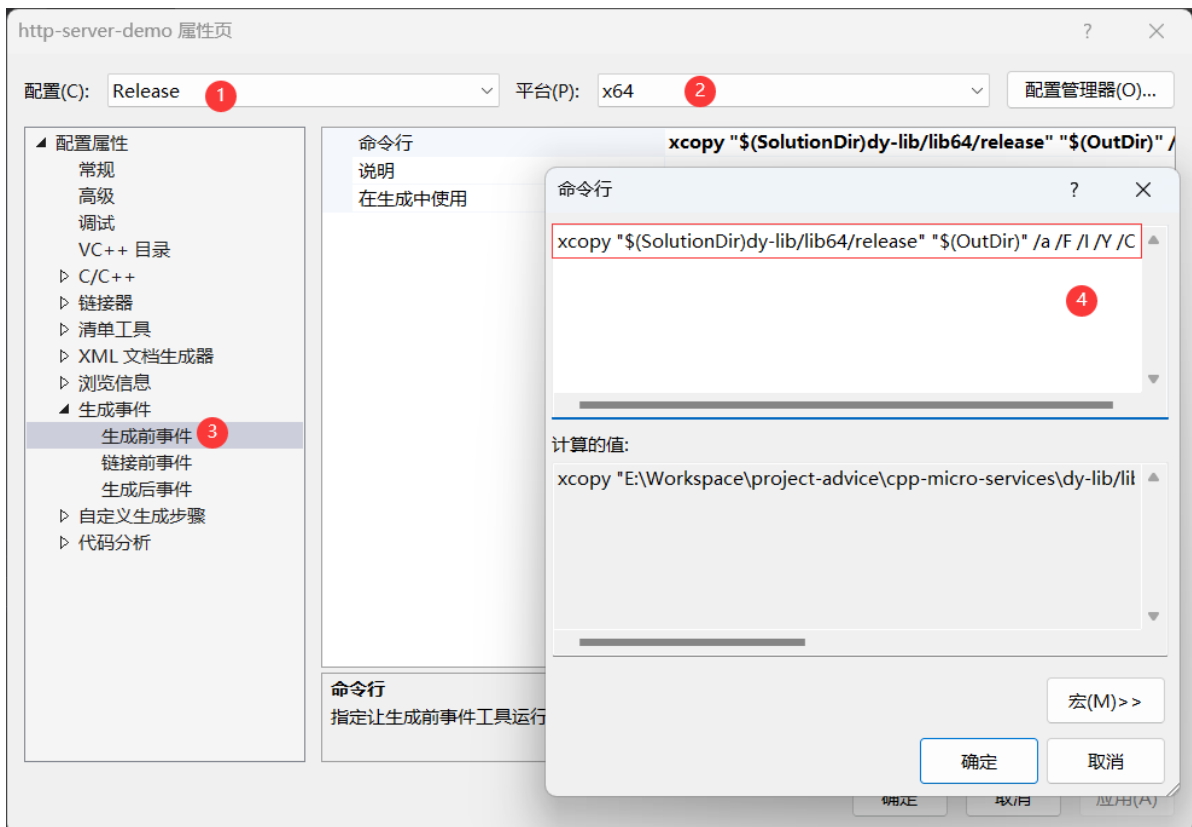 http-server-demo 属性页
配置(C): Release 1 平台(P): x64 2 配置管理器(O)...
配置属性
常规
高级
调试
VC++ 目录
C/C++
链接器
清单工具
XML 文档生成器
浏览信息
生成事件
生成前事件 3
链接前事件
生成后事件
自定义生成步骤
代码分析
命令行 xcopy "$(SolutionDir)dy-lib/lib64/release" "$(OutDir)" /
说明
在生成中使用
命令行
指定让生成前事件工具运行
命令行
xcopy "$(SolutionDir)dy-lib/lib64/release" "$(OutDir)" /a /F /I /Y /C
4
计算的值:
xcopy "E:\Workspace\project-advice\cpp-micro-services\dy-lib/lib
宏(M)>>
确定 取消
确定 取消 应用(A)